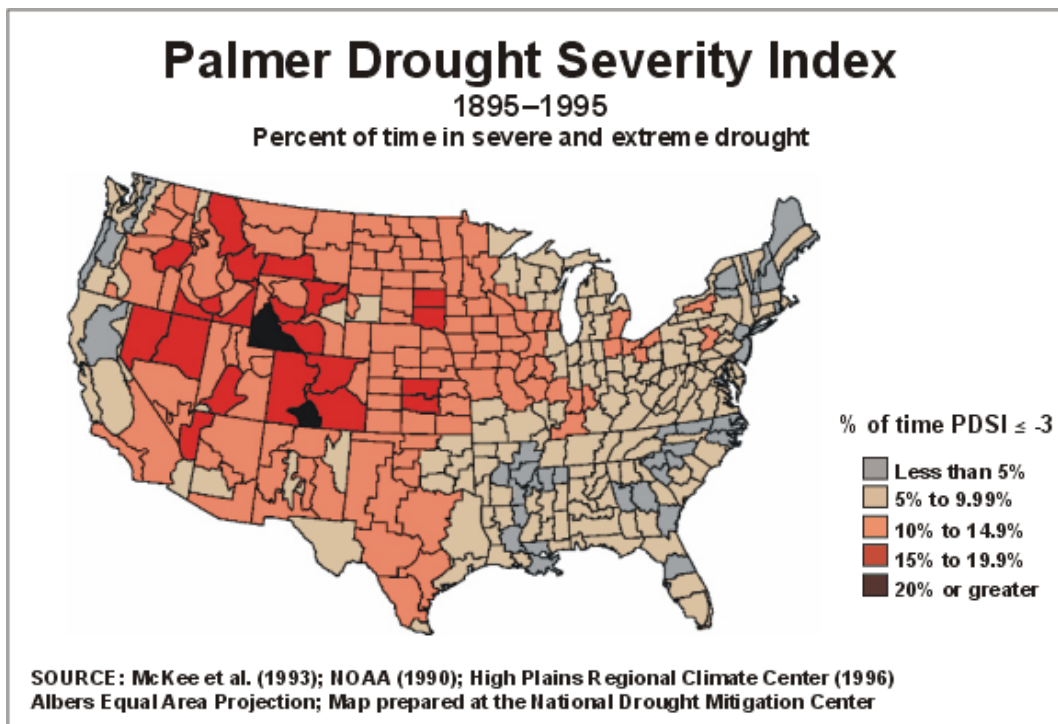 Palmer Drought Severity Index
1895–1995
Percent of time in severe and extreme drought
% of time PDSI ≤ -3
Less than 5%
5% to 9.99%
10% to 14.9%
15% to 19.9%
20% or greater
SOURCE: McKee et al. (1993); NOAA (1990); High Plains Regional Climate Center (1996)
Albers Equal Area Projection; Map prepared at the National Drought Mitigation Center